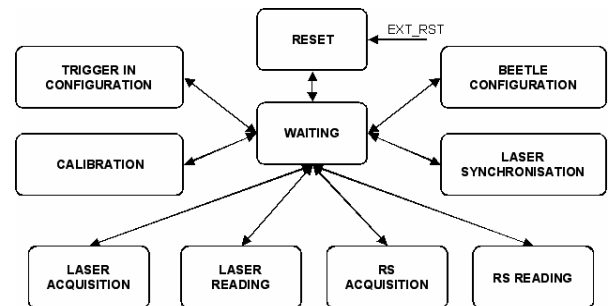 RESET
EXT_RST
TRIGGER IN
CONFIGURATION
BEETLE
CONFIGURATION
WAITING
CALIBRATION
LASER
SYNCHRONISATION
LASER
ACQUISITION
LASER
READING
RS
ACQUISITION
RS READING